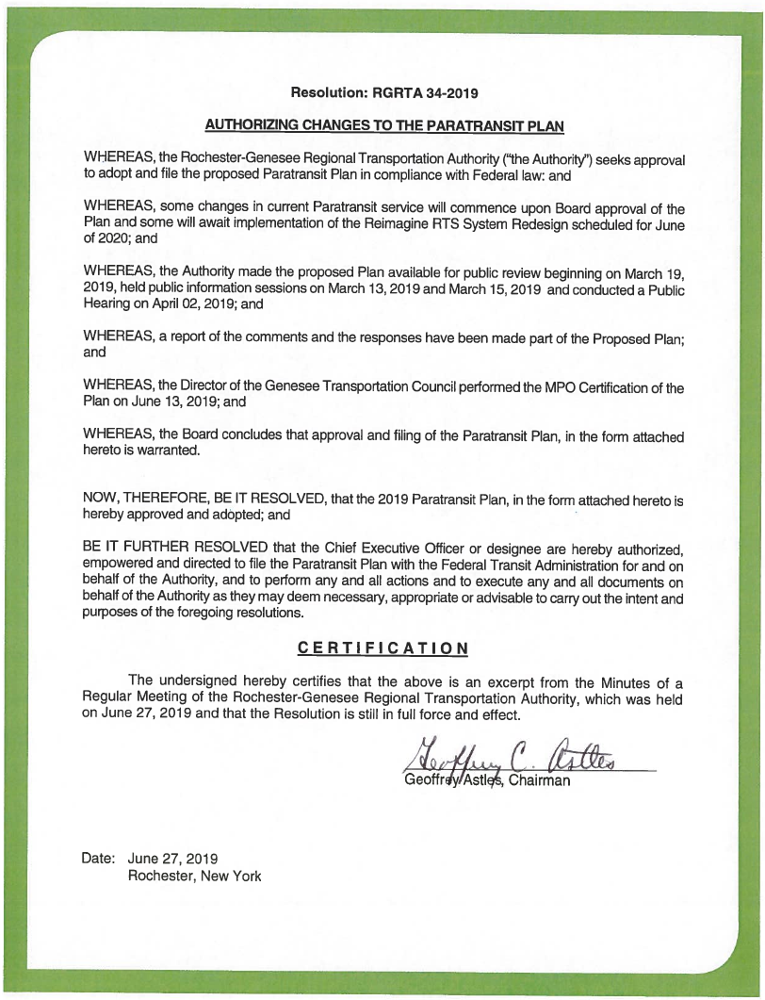 Resolution: RGRTA 34-2019
AUTHORIZING CHANGES TO THE PARATRANSIT PLAN
WHEREAS, the Rochester-Genesee Regional Transportation Authority ("the Authority") seeks approval
to adopt and file the proposed Paratransit Plan in compliance with Federal law: and
WHEREAS, some changes in current Paratransit service will commence upon Board approval of the
Plan and some will await implementation of the Reimagine RTS System Redesign scheduled for June
of 2020; and
WHEREAS, the Authority made the proposed Plan available for public review beginning on March 19,
2019, held public information sessions on March 13, 2019 and March 15, 2019 and conducted a Public
Hearing on April 02, 2019; and
WHEREAS, a report of the comments and the responses have been made part of the Proposed Plan;
and
WHEREAS, the Director of the Genesee Transportation Council performed the MPO Certification of the
Plan on June 13, 2019; and
WHEREAS, the Board concludes that approval and filing of the Paratransit Plan, in the form attached
hereto is warranted.
NOW, THEREFORE, BE IT RESOLVED, that the 2019 Paratransit Plan, in the form attached hereto is
hereby approved and adopted; and
BE IT FURTHER RESOLVED that the Chief Executive Officer or designee are hereby authorized,
empowered and directed to file the Paratransit Plan with the Federal Transit Administration for and on
behalf of the Authority, and to perform any and all actions and to execute any and all documents on
behalf of the Authority as they may deem necessary, appropriate or advisable to carry out the intent and
purposes of the foregoing resolutions.
CERTIFICATION
The undersigned hereby certifies that the above is an excerpt from the Minutes of a
Regular Meeting of the Rochester-Genesee Regional Transportation Authority, which was held
on June 27, 2019 and that the Resolution is still in full force and effect.
Geoffrey C. Astles
Geoffrey Astles, Chairman
Date: June 27, 2019
Rochester, New York